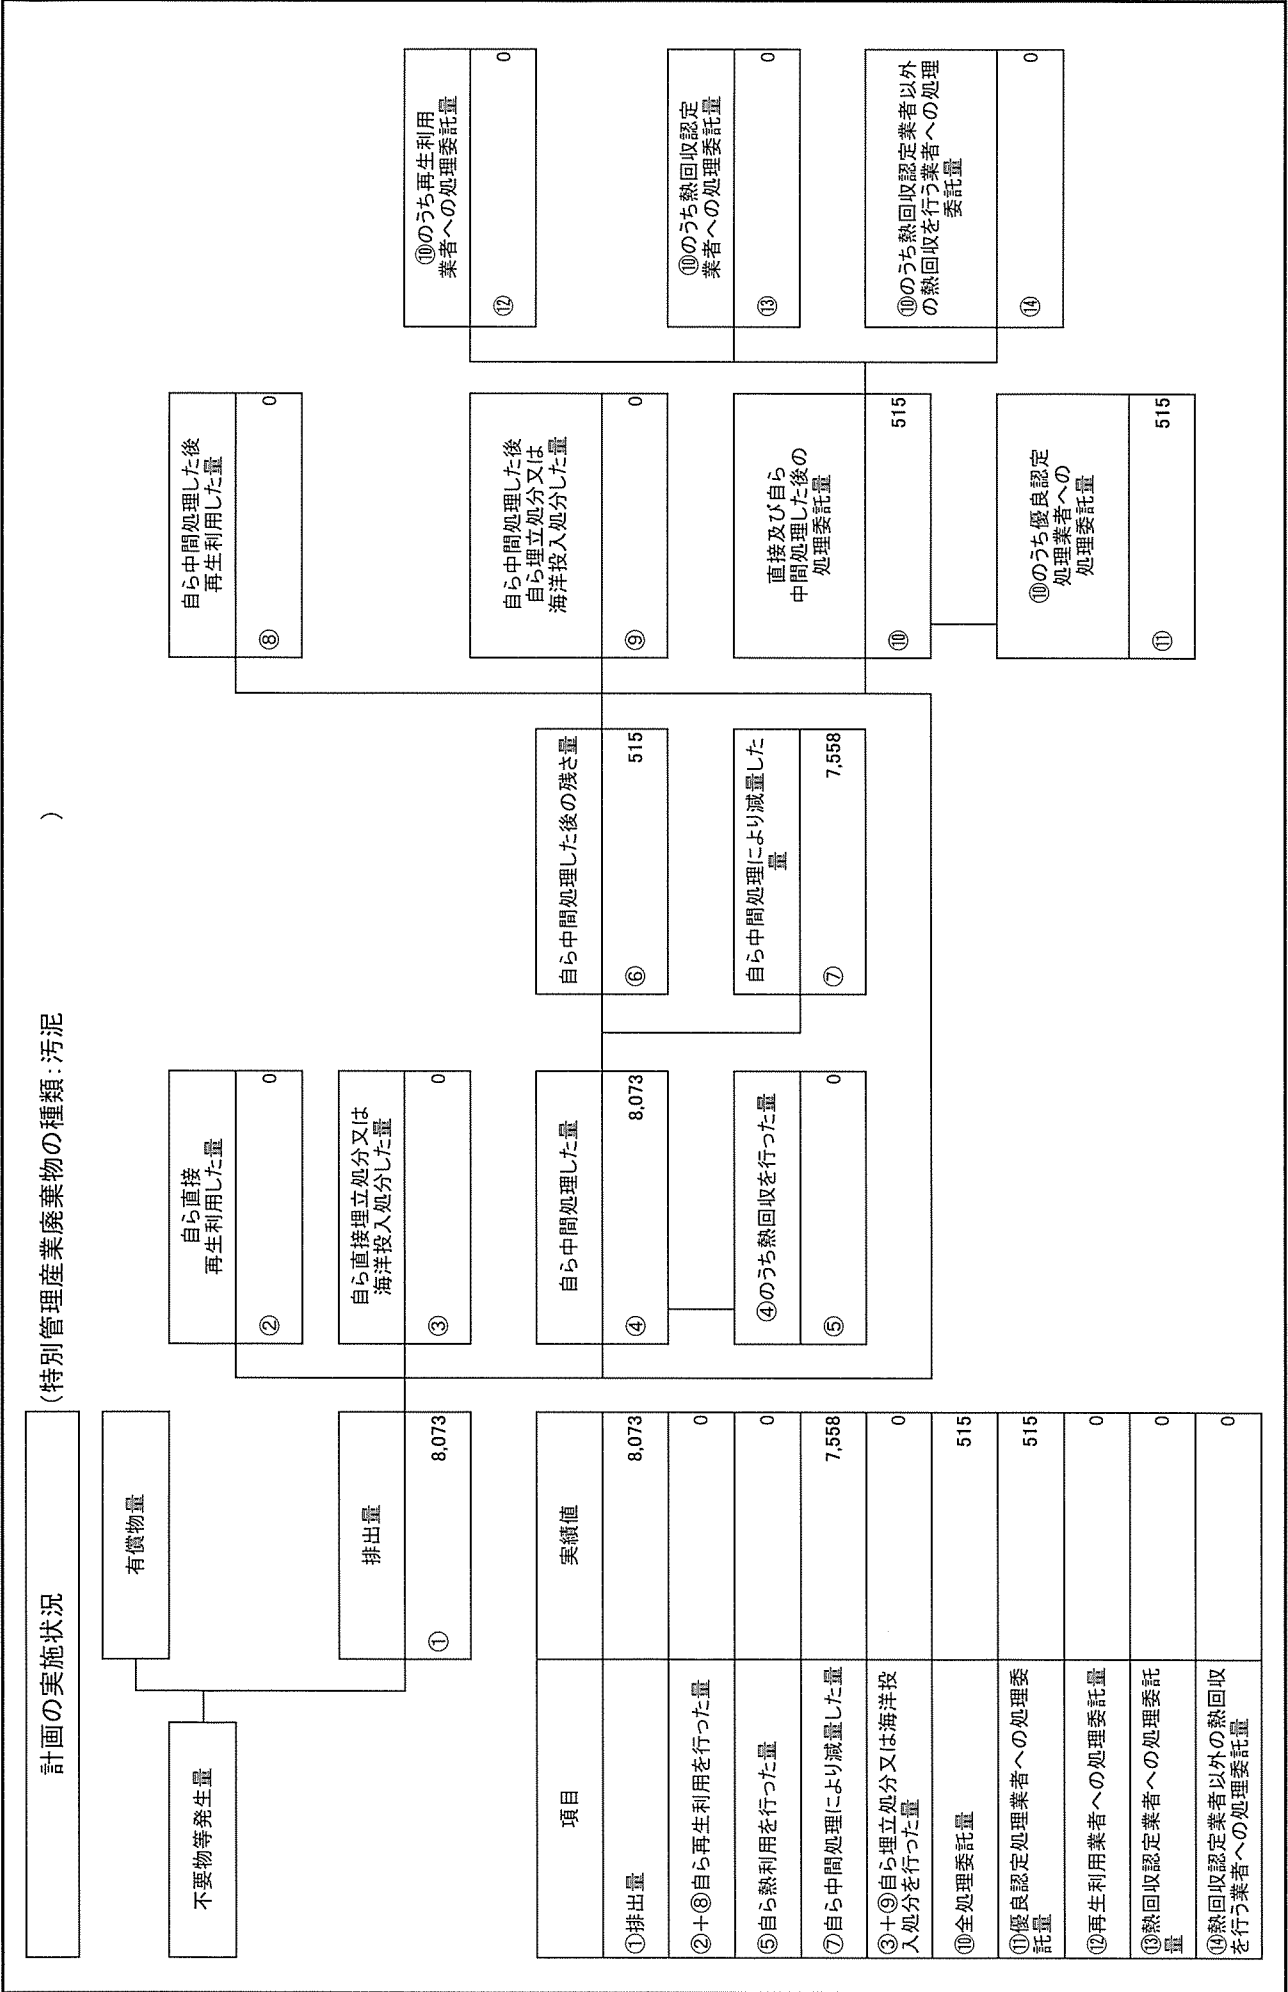 計画の実施状況
(特別管理産業廃棄物の種類:汚泥 )
不要物等発生量
有償物量
排出量
① 8,073
自ら直接
再生利用した量
② 0
自ら直接埋立処分又は
海洋投入処分した量
③ 0
自ら中間処理した量
④ 8,073
④のうち熱回収を行った量
⑤ 0
自ら中間処理した後の残さ量
⑥ 515
自ら中間処理により減量した
量
⑦ 7,558
自ら中間処理した後
再生利用した量
⑧ 0
自ら中間処理した後
自ら埋立処分又は
海洋投入処分した量
⑨ 0
直接及び自ら
中間処理した後の
処理委託量
⑩ 515
⑩のうち優良認定
処理業者への
処理委託量
⑪ 515
⑩のうち再生利用
業者への処理委託量
⑫ 0
⑩のうち熱回収認定
業者への処理委託量
⑬ 0
⑩のうち熱回収認定業者以外
の熱回収を行う業者への処理
委託量
⑭ 0
項目 実績値
①排出量 8,073
②+⑧自ら再生利用を行った量 0
⑤自ら熱利用を行った量 0
⑦自ら中間処理により減量した量 7,558
③+⑨自ら埋立処分又は海洋投
入処分を行った量 0
⑩全処理委託量 515
⑪優良認定処理業者への処理委
託量 515
⑫再生利用業者への処理委託量 0
⑬熱回収認定業者への処理委託
量 0
⑭熱回収認定業者以外の熱回収
を行う業者への処理委託量 0